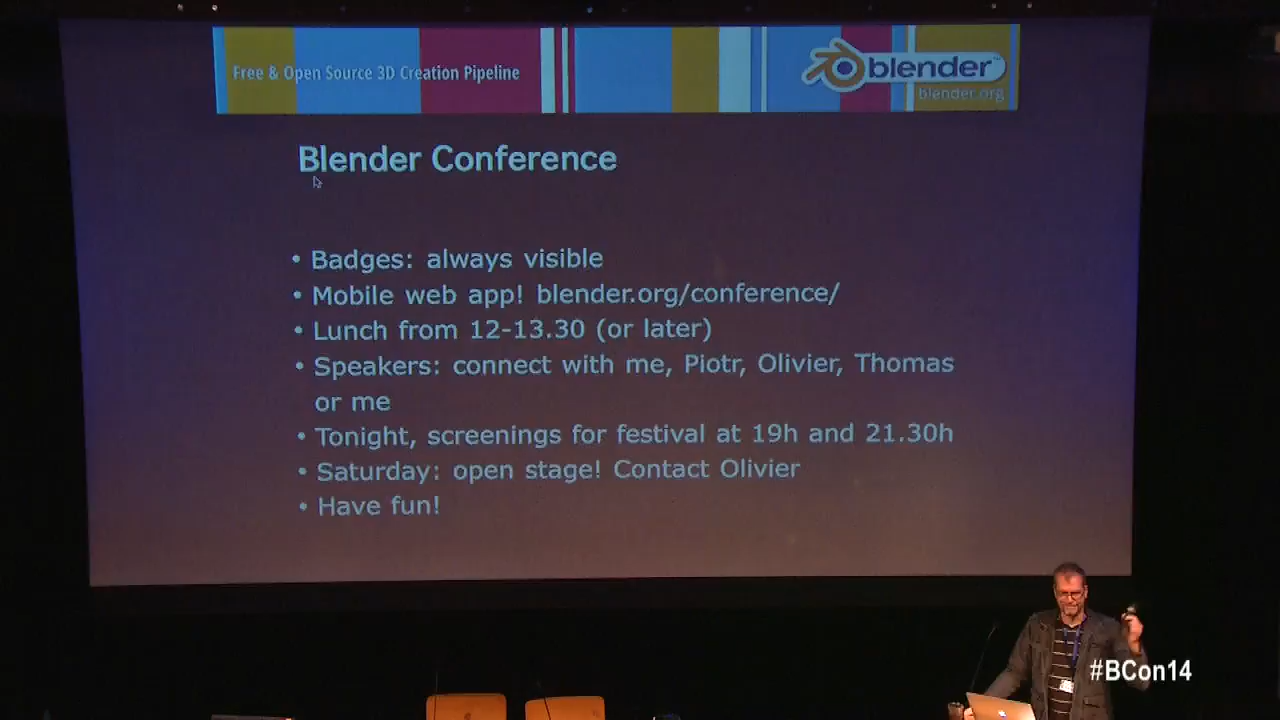 Free & Open Source 3D Creation Pipeline
blender
blender.org
Blender Conference
• Badges: always visible
• Mobile web app! blender.org/conference/
• Lunch from 12-13.30 (or later)
• Speakers: connect with me, Piotr, Olivier, Thomas
or me
• Tonight, screenings for festival at 19h and 21.30h
• Saturday: open stage! Contact Olivier
• Have fun!
#BCon14